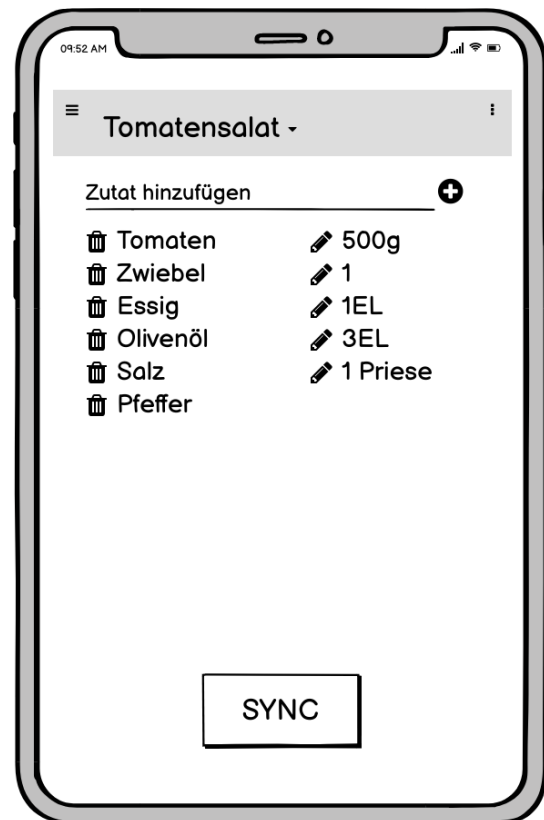 09:52 AM
Tomatensalat
Zutat hinzufügen
Tomaten 500g
Zwiebel 1
Essig 1EL
Olivenöl 3EL
Salz 1 Priese
Pfeffer
SYNC